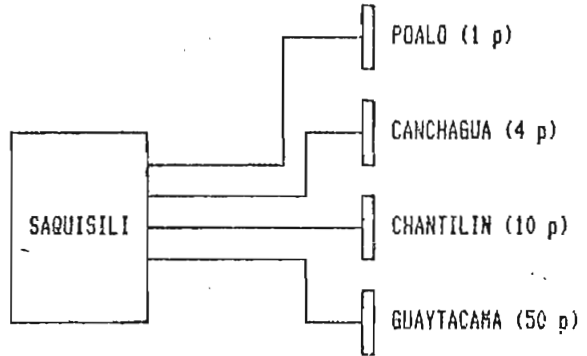 POALO (1 p)
CANCHAGUA (4 p)
SAQUISILI
CHANTILIN (10 p)
GUAYTACAMA (50 p)